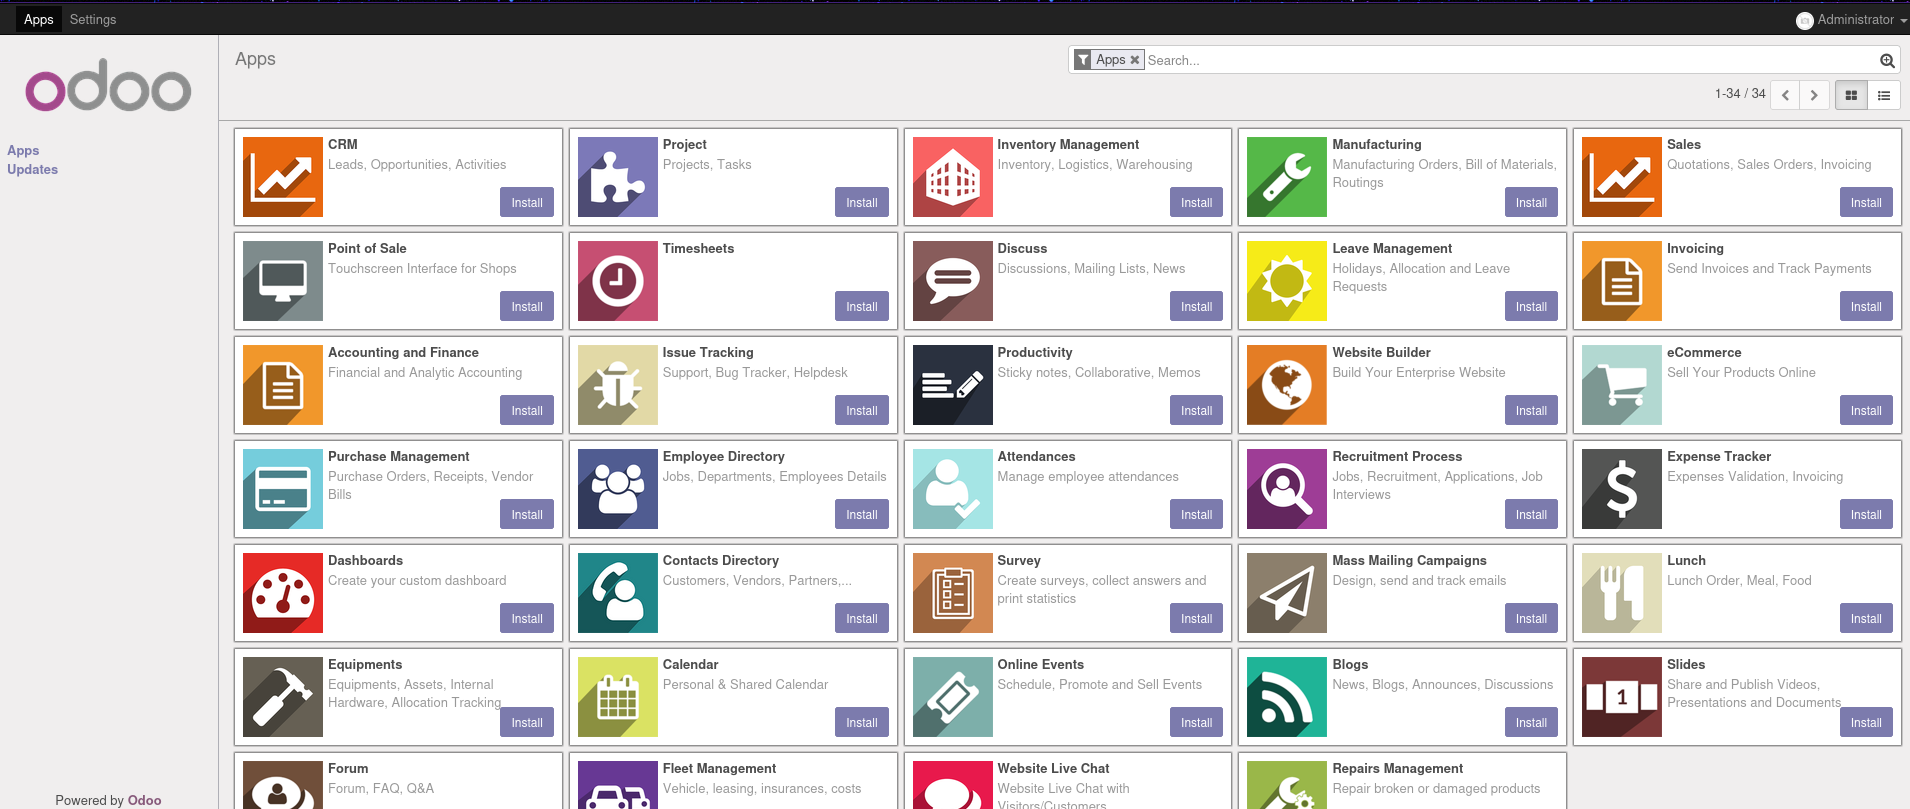 Apps Settings Administrator
odoo
Apps
Updates
Apps
Apps Search...
1-34 / 34
CRM
Leads, Opportunities, Activities
Install
Project
Projects, Tasks
Install
Inventory Management
Inventory, Logistics, Warehousing
Install
Manufacturing
Manufacturing Orders, Bill of Materials,
Routings
Install
Sales
Quotations, Sales Orders, Invoicing
Install
Point of Sale
Touchscreen Interface for Shops
Install
Timesheets
Install
Discuss
Discussions, Mailing Lists, News
Install
Leave Management
Holidays, Allocation and Leave
Requests
Install
Invoicing
Send Invoices and Track Payments
Install
Accounting and Finance
Financial and Analytic Accounting
Install
Issue Tracking
Support, Bug Tracker, Helpdesk
Install
Productivity
Sticky notes, Collaborative, Memos
Install
Website Builder
Build Your Enterprise Website
Install
eCommerce
Sell Your Products Online
Install
Purchase Management
Purchase Orders, Receipts, Vendor
Bills
Install
Employee Directory
Jobs, Departments, Employees Details
Install
Attendances
Manage employee attendances
Install
Recruitment Process
Jobs, Recruitment, Applications, Job
Interviews
Install
Expense Tracker
Expenses Validation, Invoicing
Install
$
Dashboards
Create your custom dashboard
Install
Contacts Directory
Customers, Vendors, Partners,...
Install
Survey
Create surveys, collect answers and
print statistics
Install
Mass Mailing Campaigns
Design, send and track emails
Install
Lunch
Lunch Order, Meal, Food
Install
Equipments
Equipments, Assets, Internal
Hardware, Allocation Tracking
Install
Calendar
Personal & Shared Calendar
Install
Online Events
Schedule, Promote and Sell Events
Install
Blogs
News, Blogs, Announces, Discussions
Install
1
Slides
Share and Publish Videos,
Presentations and Documents
Install
Forum
Forum, FAQ, Q&A
Fleet Management
Vehicle, leasing, insurances, costs
Website Live Chat
Website Live Chat with
Visitors/Customers
Repairs Management
Repair broken or damaged products
Powered by Odoo